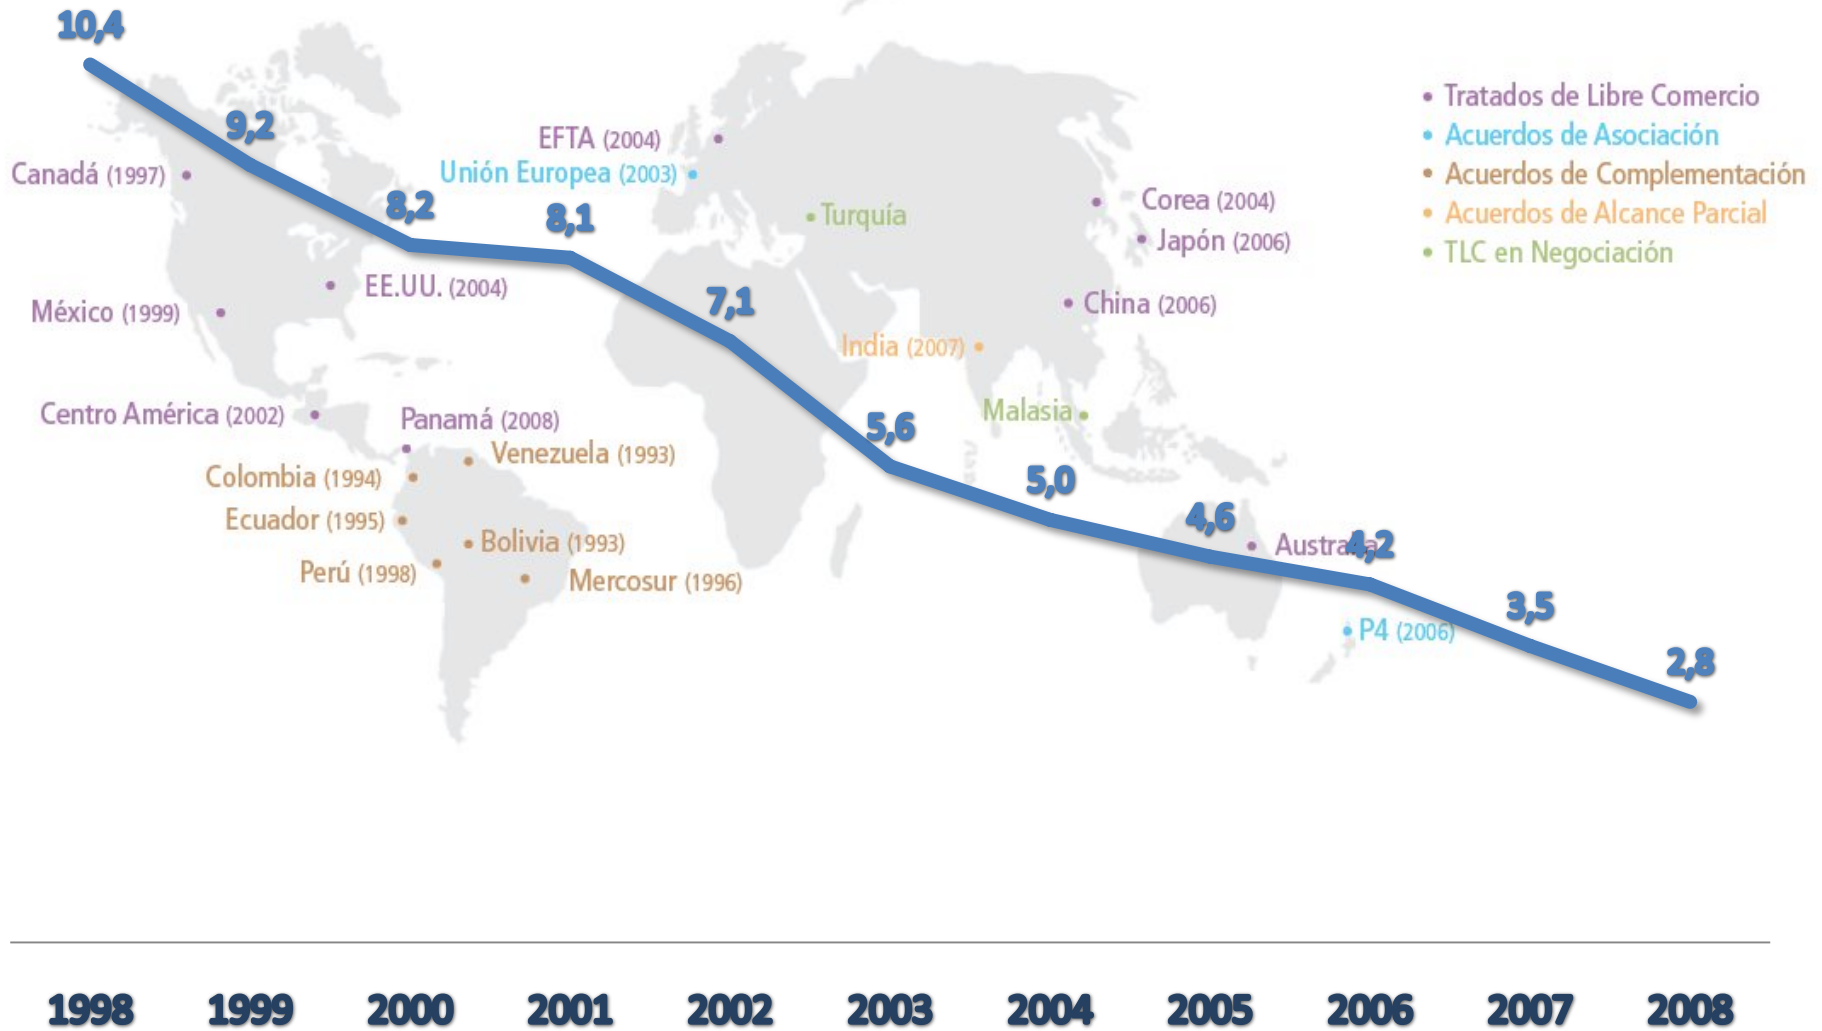 10,4
9,2
8,2
8,1
7,1
5,6
5,0
4,6
4,2
3,5
2,8
Tratados de Libre Comercio
Acuerdos de Asociación
Acuerdos de Complementación
Acuerdos de Alcance Parcial
TLC en Negociación
EFTA (2004)
Unión Europea (2003)
Canadá (1997)
Turquía
Corea (2004)
Japón (2006)
EE.UU. (2004)
México (1999)
China (2006)
India (2007)
Centro América (2002)
Panamá (2008)
Malasia
Venezuela (1993)
Colombia (1994)
Ecuador (1995)
Bolivia (1993)
Australia
Perú (1998)
Mercosur (1996)
P4 (2006)
1998 1999 2000 2001 2002 2003 2004 2005 2006 2007 2008